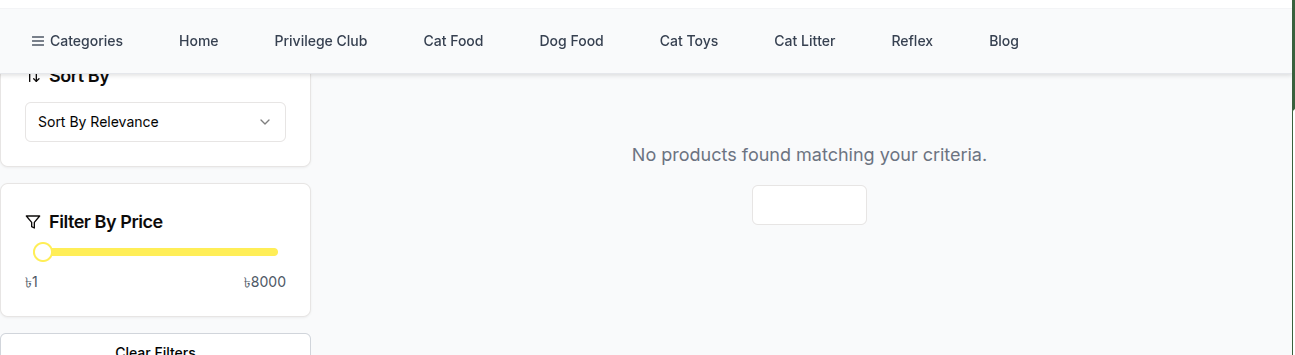 Categories Home Privilege Club Cat Food Dog Food Cat Toys Cat Litter Reflex Blog
Sort By
Sort By Relevance
No products found matching your criteria.
Filter By Price
৳1 ৳8000
Clear Filters